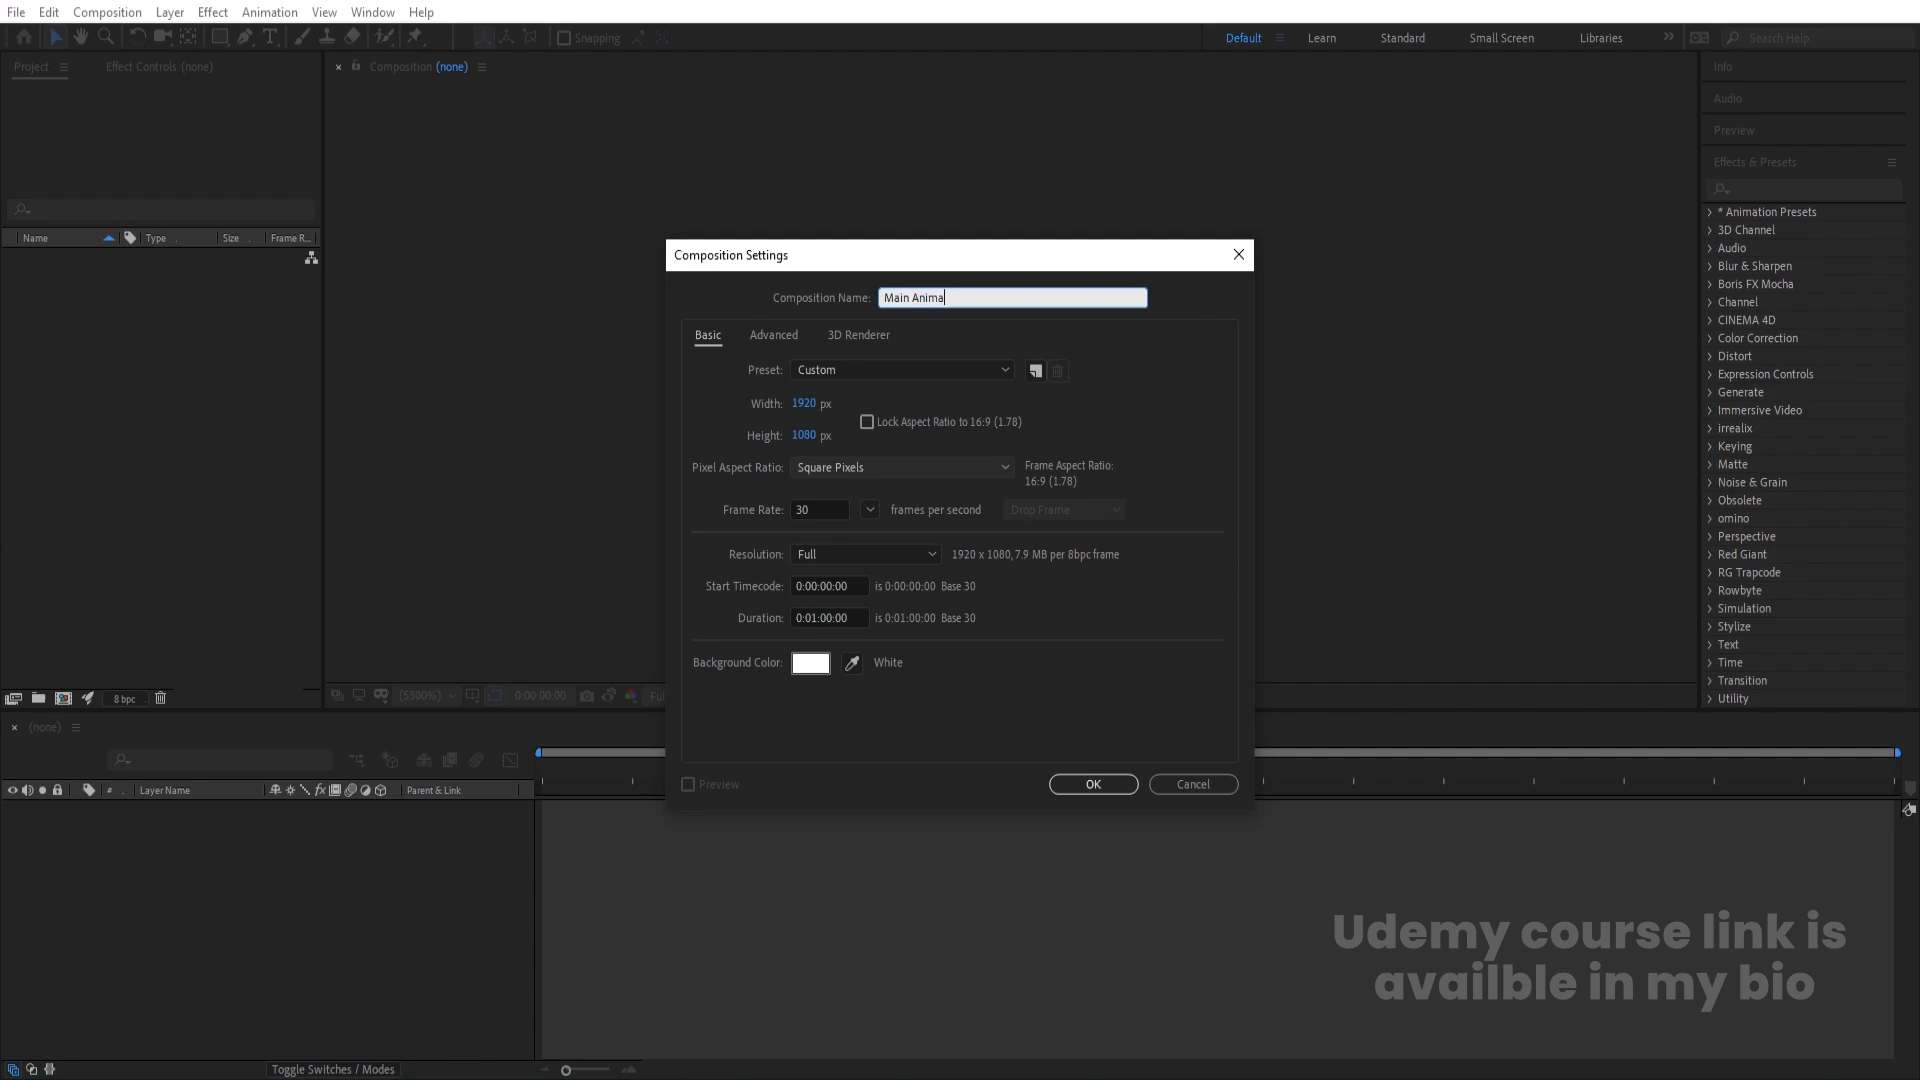 File Edit Composition Layer Effect Animation View Window Help
Snapping
Default Learn Standard Small Screen Libraries Search Help
Project Effect Controls (none)
Composition (none)
Info
Audio
Preview
Effects & Presets
Name Type Size Frame R...
* Animation Presets
3D Channel
Audio
Blur & Sharpen
Boris FX Mocha
Channel
CINEMA 4D
Color Correction
Distort
Expression Controls
Generate
Immersive Video
irrealix
Keying
Matte
Noise & Grain
Obsolete
omino
Perspective
Red Giant
RG Trapcode
Rowbyte
Simulation
Stylize
Text
Time
Transition
Utility
Composition Settings
Composition Name: Main Anima
Basic Advanced 3D Renderer
Preset: Custom
Width: 1920 px
Lock Aspect Ratio to 16:9 (1.78)
Height: 1080 px
Pixel Aspect Ratio: Square Pixels
Frame Aspect Ratio:
16:9 (1.78)
Frame Rate: 30 frames per second Drop Frame
Resolution: Full 1920 x 1080, 7.9 MB per 8bpc frame
Start Timecode: 0:00:00:00 is 0:00:00:00 Base 30
Duration: 0:01:00:00 is 0:01:00:00 Base 30
Background Color: White
Preview OK Cancel
8 bpc
(5300%) 0:00:00:00 Ful
(none)
# Layer Name fx Parent & Link
Toggle Switches / Modes
Udemy course link is
availble in my bio